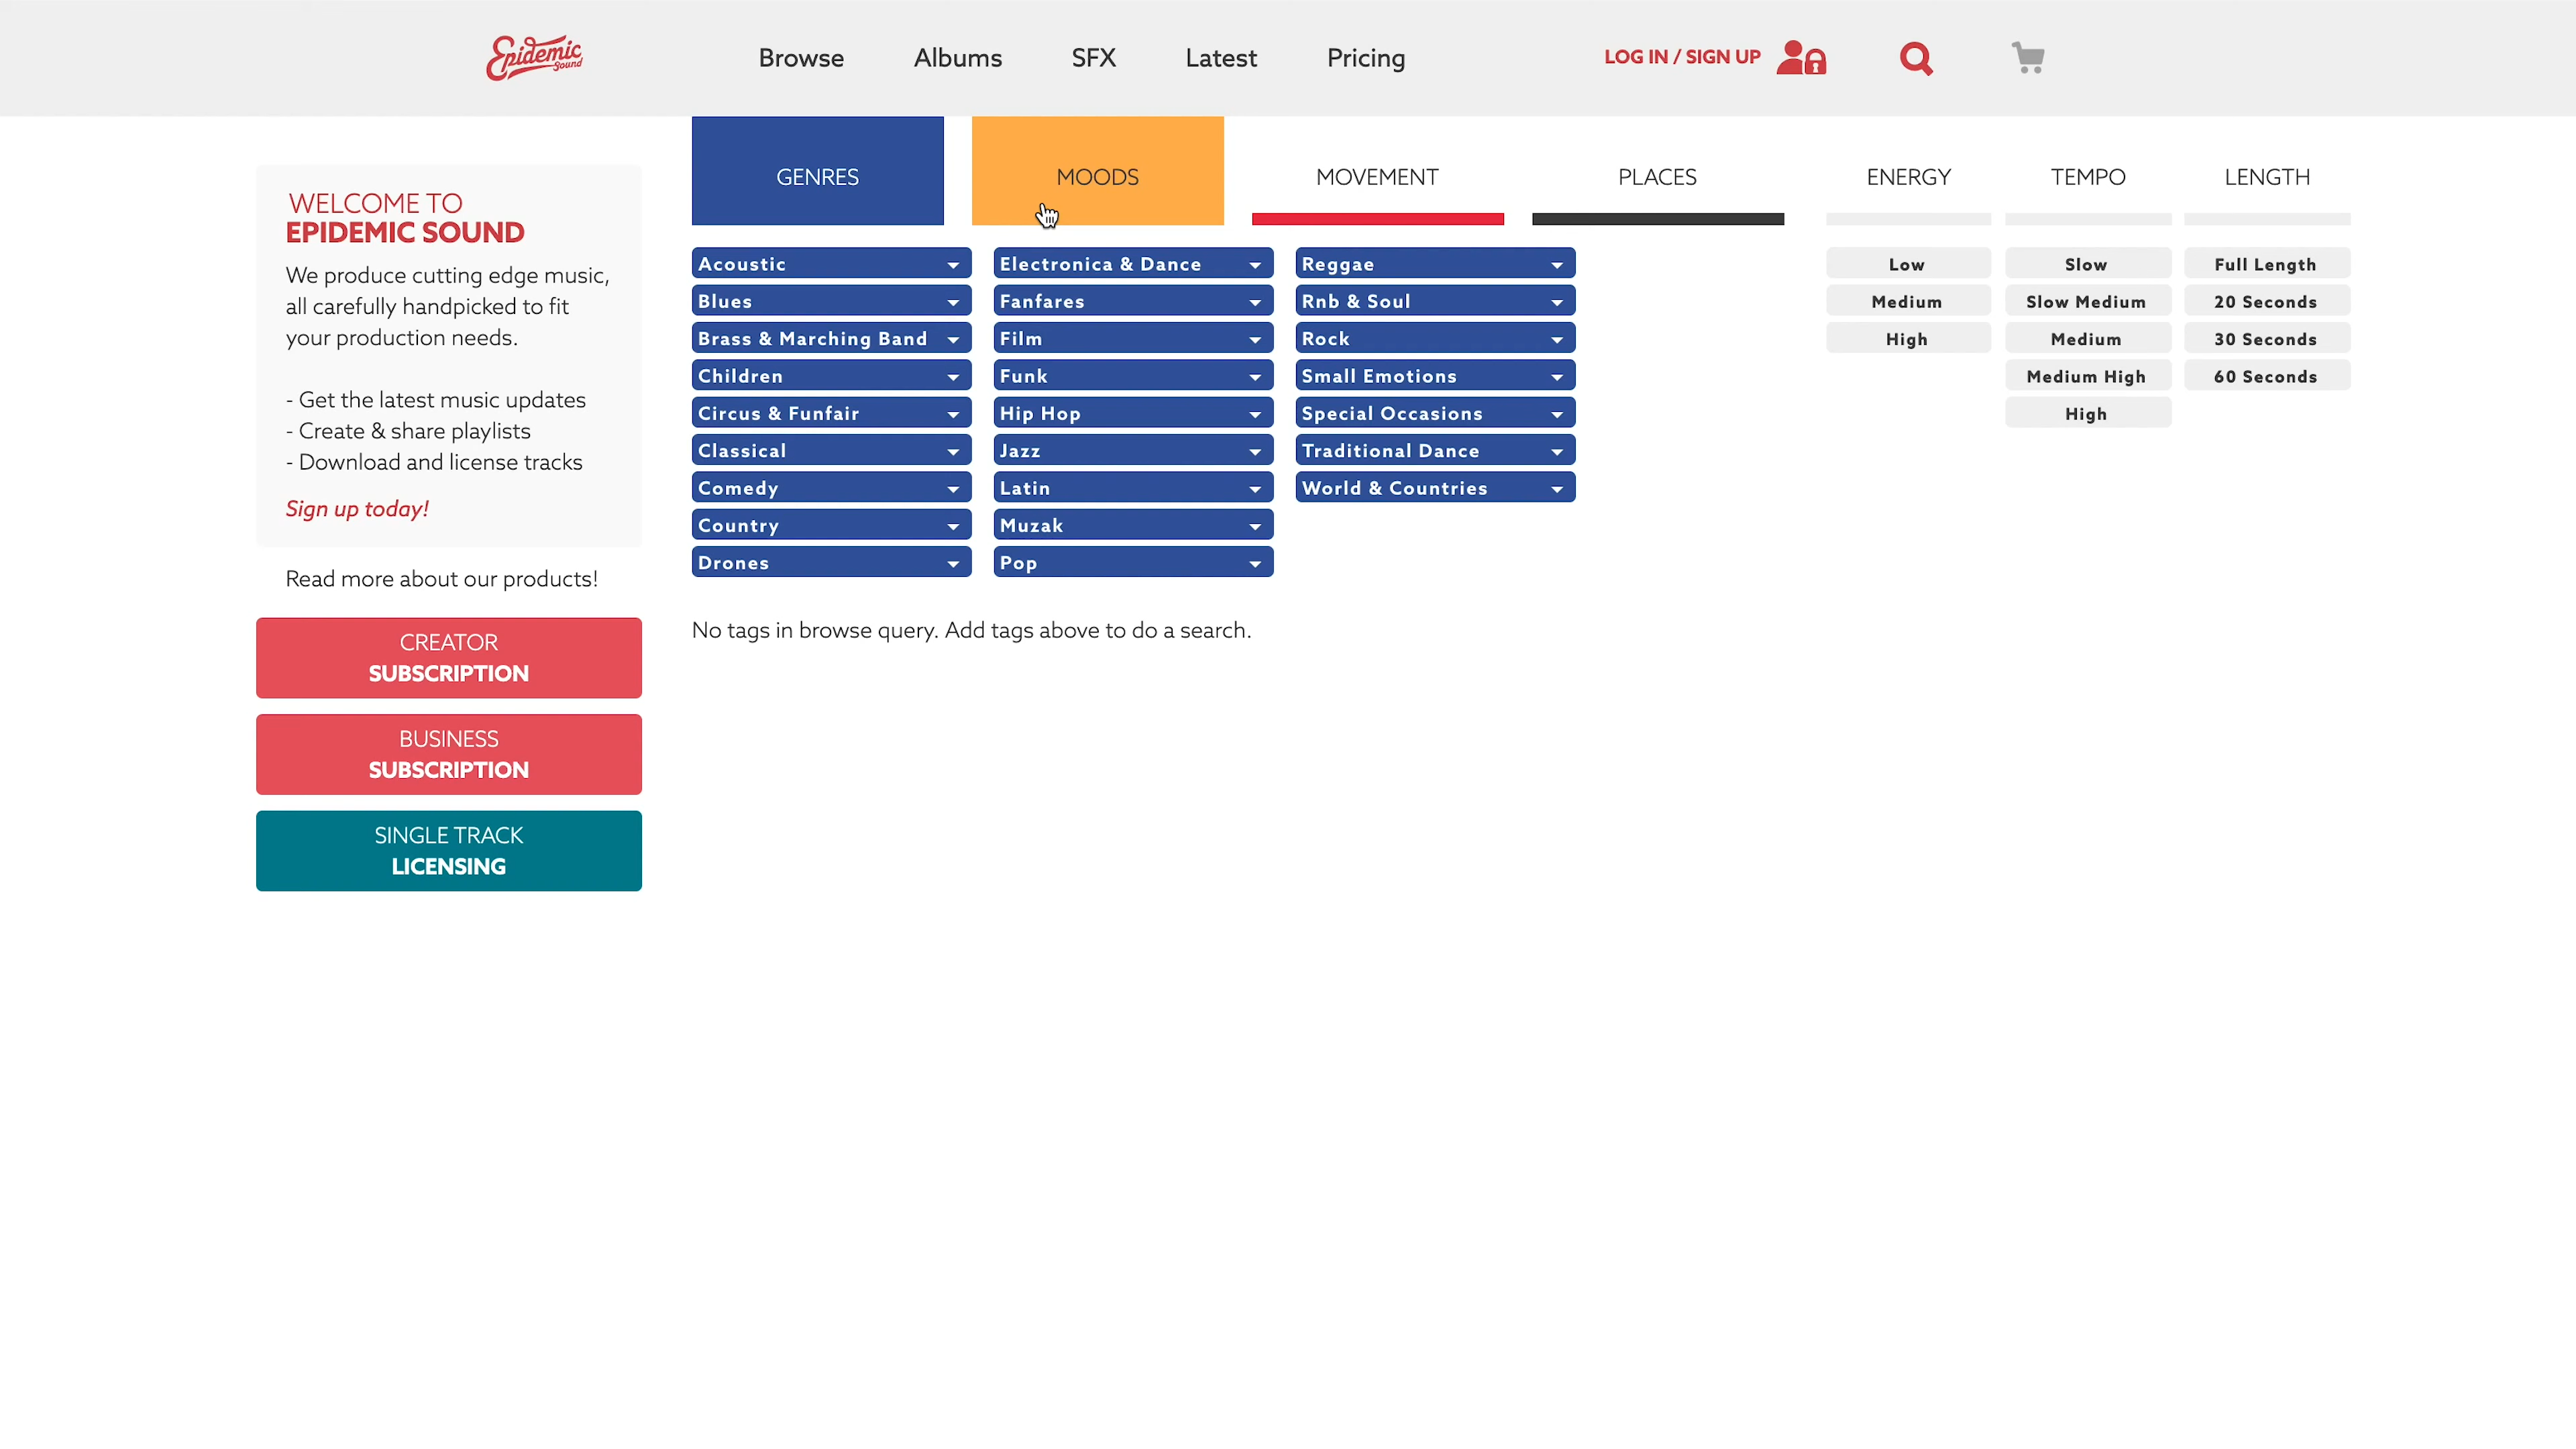 Epidemic Sound
Browse
Albums
SFX
Latest
Pricing
LOG IN / SIGN UP
WELCOME TO
EPIDEMIC SOUND
We produce cutting edge music,
all carefully handpicked to fit
your production needs.
- Get the latest music updates
- Create & share playlists
- Download and license tracks
Sign up today!
Read more about our products!
CREATOR
SUBSCRIPTION
BUSINESS
SUBSCRIPTION
SINGLE TRACK
LICENSING
GENRES
MOODS
MOVEMENT
PLACES
ENERGY
TEMPO
LENGTH
Acoustic
Blues
Brass & Marching Band
Children
Circus & Funfair
Classical
Comedy
Country
Drones
Electronica & Dance
Fanfares
Film
Funk
Hip Hop
Jazz
Latin
Muzak
Pop
Reggae
Rnb & Soul
Rock
Small Emotions
Special Occasions
Traditional Dance
World & Countries
Low
Medium
High
Slow
Slow Medium
Medium
Medium High
High
Full Length
20 Seconds
30 Seconds
60 Seconds
No tags in browse query. Add tags above to do a search.